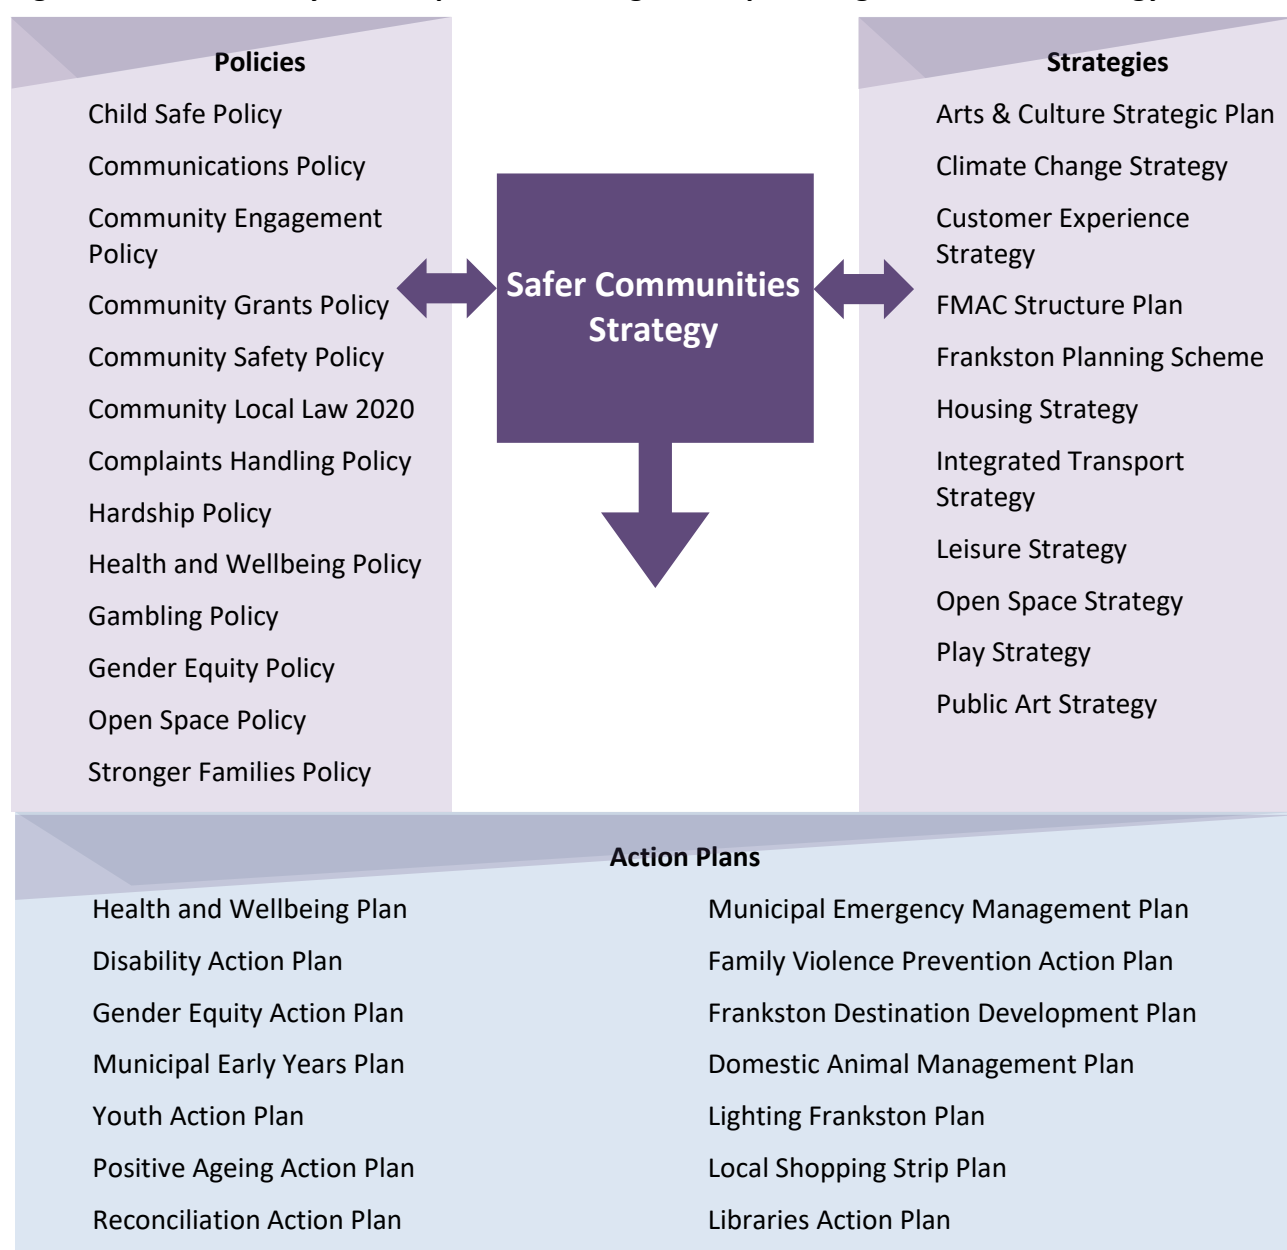 Policies
Child Safe Policy
Communications Policy
Community Engagement
Policy
Community Grants Policy
Community Safety Policy
Community Local Law 2020
Complaints Handling Policy
Hardship Policy
Health and Wellbeing Policy
Gambling Policy
Gender Equity Policy
Open Space Policy
Stronger Families Policy
Safer Communities
Strategy
Strategies
Arts & Culture Strategic Plan
Climate Change Strategy
Customer Experience
Strategy
FMAC Structure Plan
Frankston Planning Scheme
Housing Strategy
Integrated Transport
Strategy
Leisure Strategy
Open Space Strategy
Play Strategy
Public Art Strategy
Action Plans
Health and Wellbeing Plan
Disability Action Plan
Gender Equity Action Plan
Municipal Early Years Plan
Youth Action Plan
Positive Ageing Action Plan
Reconciliation Action Plan
Municipal Emergency Management Plan
Family Violence Prevention Action Plan
Frankston Destination Development Plan
Domestic Animal Management Plan
Lighting Frankston Plan
Local Shopping Strip Plan
Libraries Action Plan